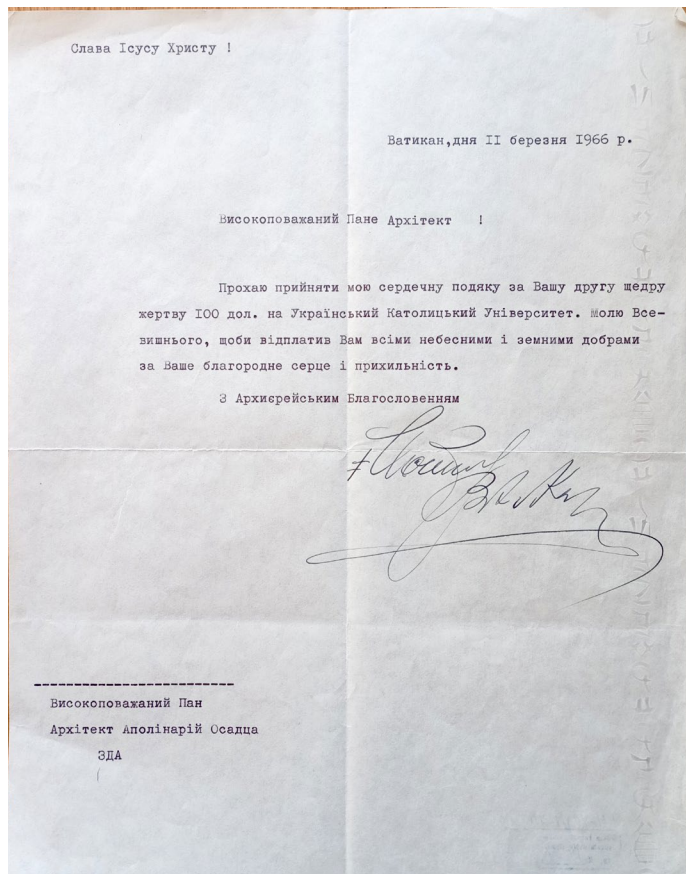 Слава Ісусу Христу !
Ватикан,дня II березня I966 р.
Високоповажаний Пане Архітект !
Прохаю прийняти мою сердечну подяку за Вашу другу щедру
жертву I00 дол. на Український Католицький Університет. Молю Все-
вишнього, щоби відплатив Вам всіми небесними і земними добрами
за Ваше благородне серце і прихильність.
З Архиєрейським Благословенням
Високоповажаний Пан
Архітект Аполінарій Осадца
ЗДА